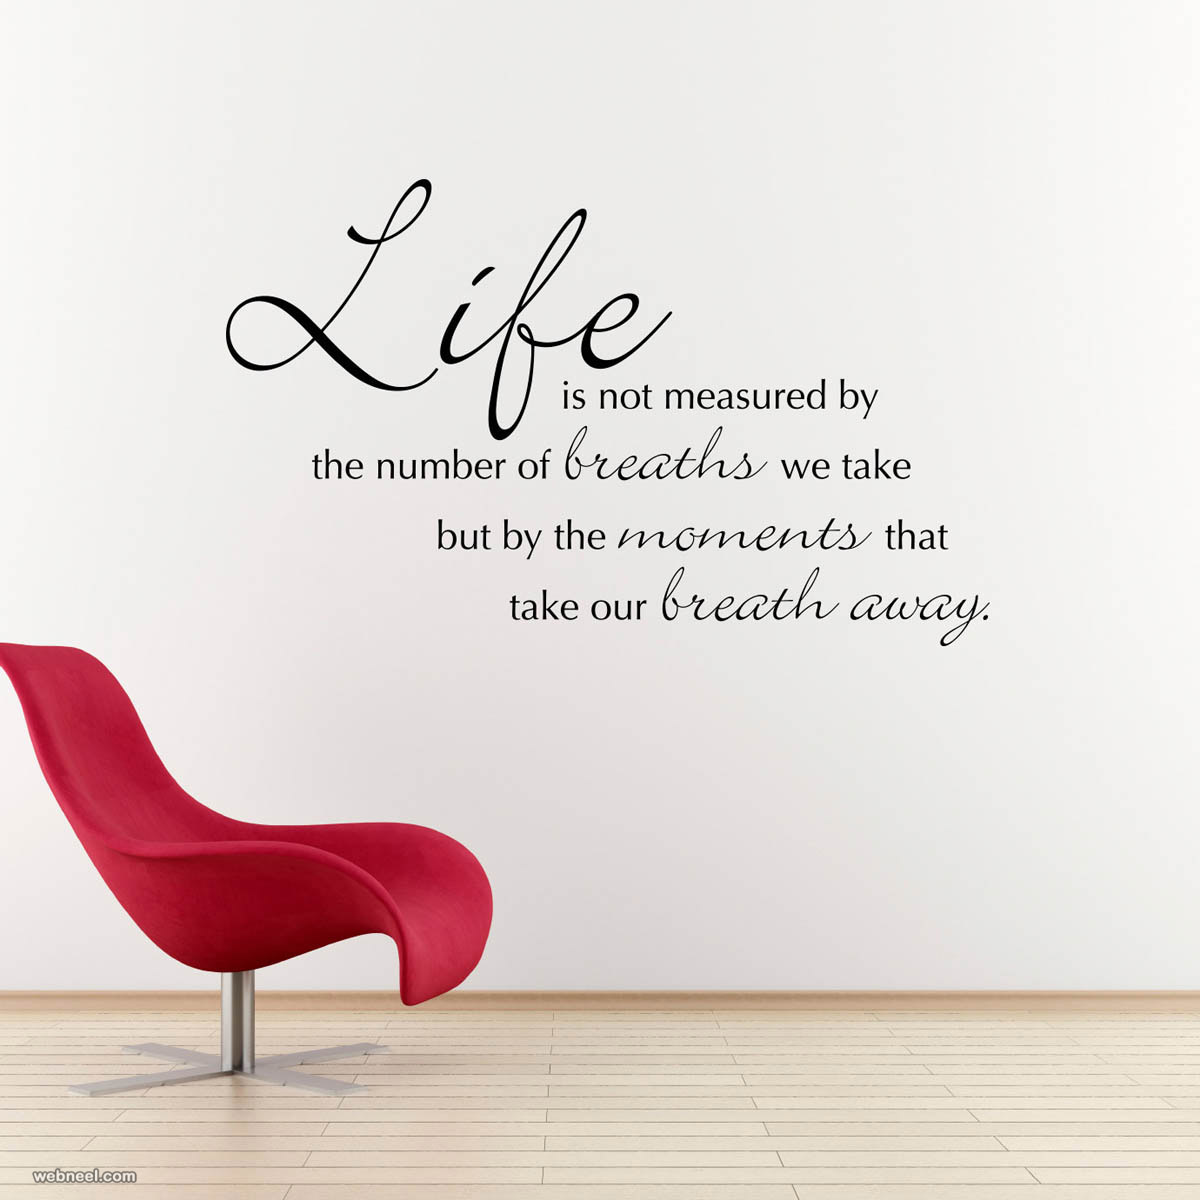 Life
is not measured by
the number of breaths we take
but by the moments that
take our breath away.
webneel.com